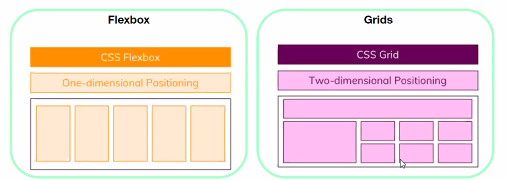 Flexbox
CSS Flexbox
One-dimensional Positioning
Grids
CSS Grid
Two-dimensional Positioning